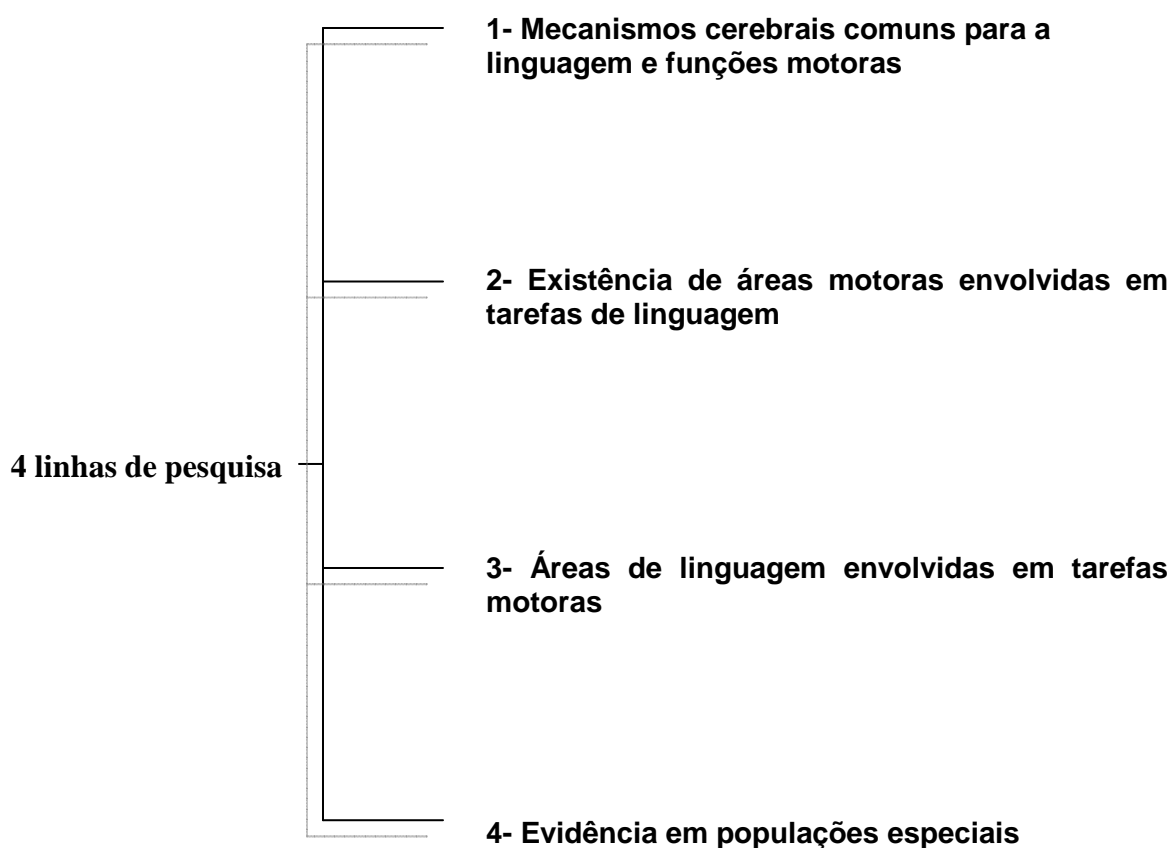 1- Mecanismos cerebrais comuns para a
linguagem e funções motoras
2- Existência de áreas motoras envolvidas em
tarefas de linguagem
4 linhas de pesquisa
3- Áreas de linguagem envolvidas em tarefas
motoras
4- Evidência em populações especiais